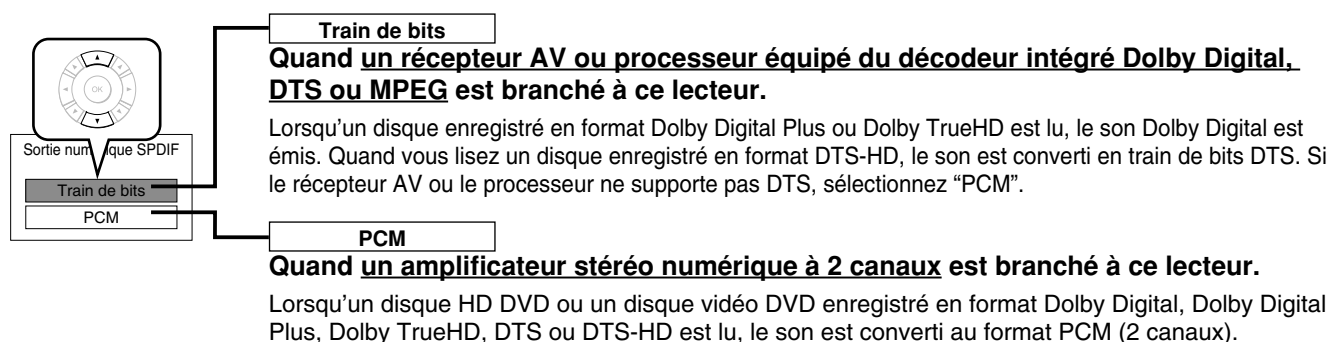 Train de bits
Quand un récepteur AV ou processeur équipé du décodeur intégré Dolby Digital,
DTS ou MPEG est branché à ce lecteur.
Lorsqu'un disque enregistré en format Dolby Digital Plus ou Dolby TrueHD est lu, le son Dolby Digital est
émis. Quand vous lisez un disque enregistré en format DTS-HD, le son est converti en train de bits DTS. Si
le récepteur AV ou le processeur ne supporte pas DTS, sélectionnez “PCM”.
OK
Sortie num ique SPDIF
Train de bits
PCM
PCM
Quand un amplificateur stéréo numérique à 2 canaux est branché à ce lecteur.
Lorsqu’un disque HD DVD ou un disque vidéo DVD enregistré en format Dolby Digital, Dolby Digital
Plus, Dolby TrueHD, DTS ou DTS-HD est lu, le son est converti au format PCM (2 canaux).